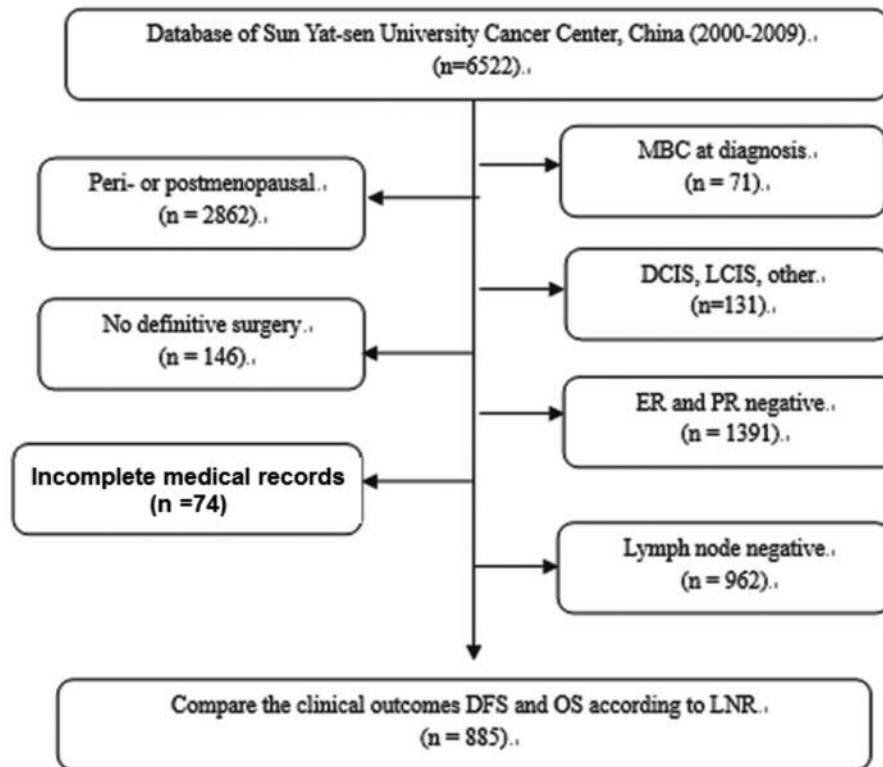 Database of Sun Yat-sen University Cancer Center, China (2000-2009).
(n=6522).
MBC at diagnosis.
(n = 71).
Peri- or postmenopausal.
(n = 2862).
DCIS, LCIS, other.
(n=131).
No definitive surgery.
(n = 146).
ER and PR negative.
(n = 1391).
Incomplete medical records
(n =74)
Lymph node negative.
(n = 962).
Compare the clinical outcomes DFS and OS according to LNR.
(n = 885).